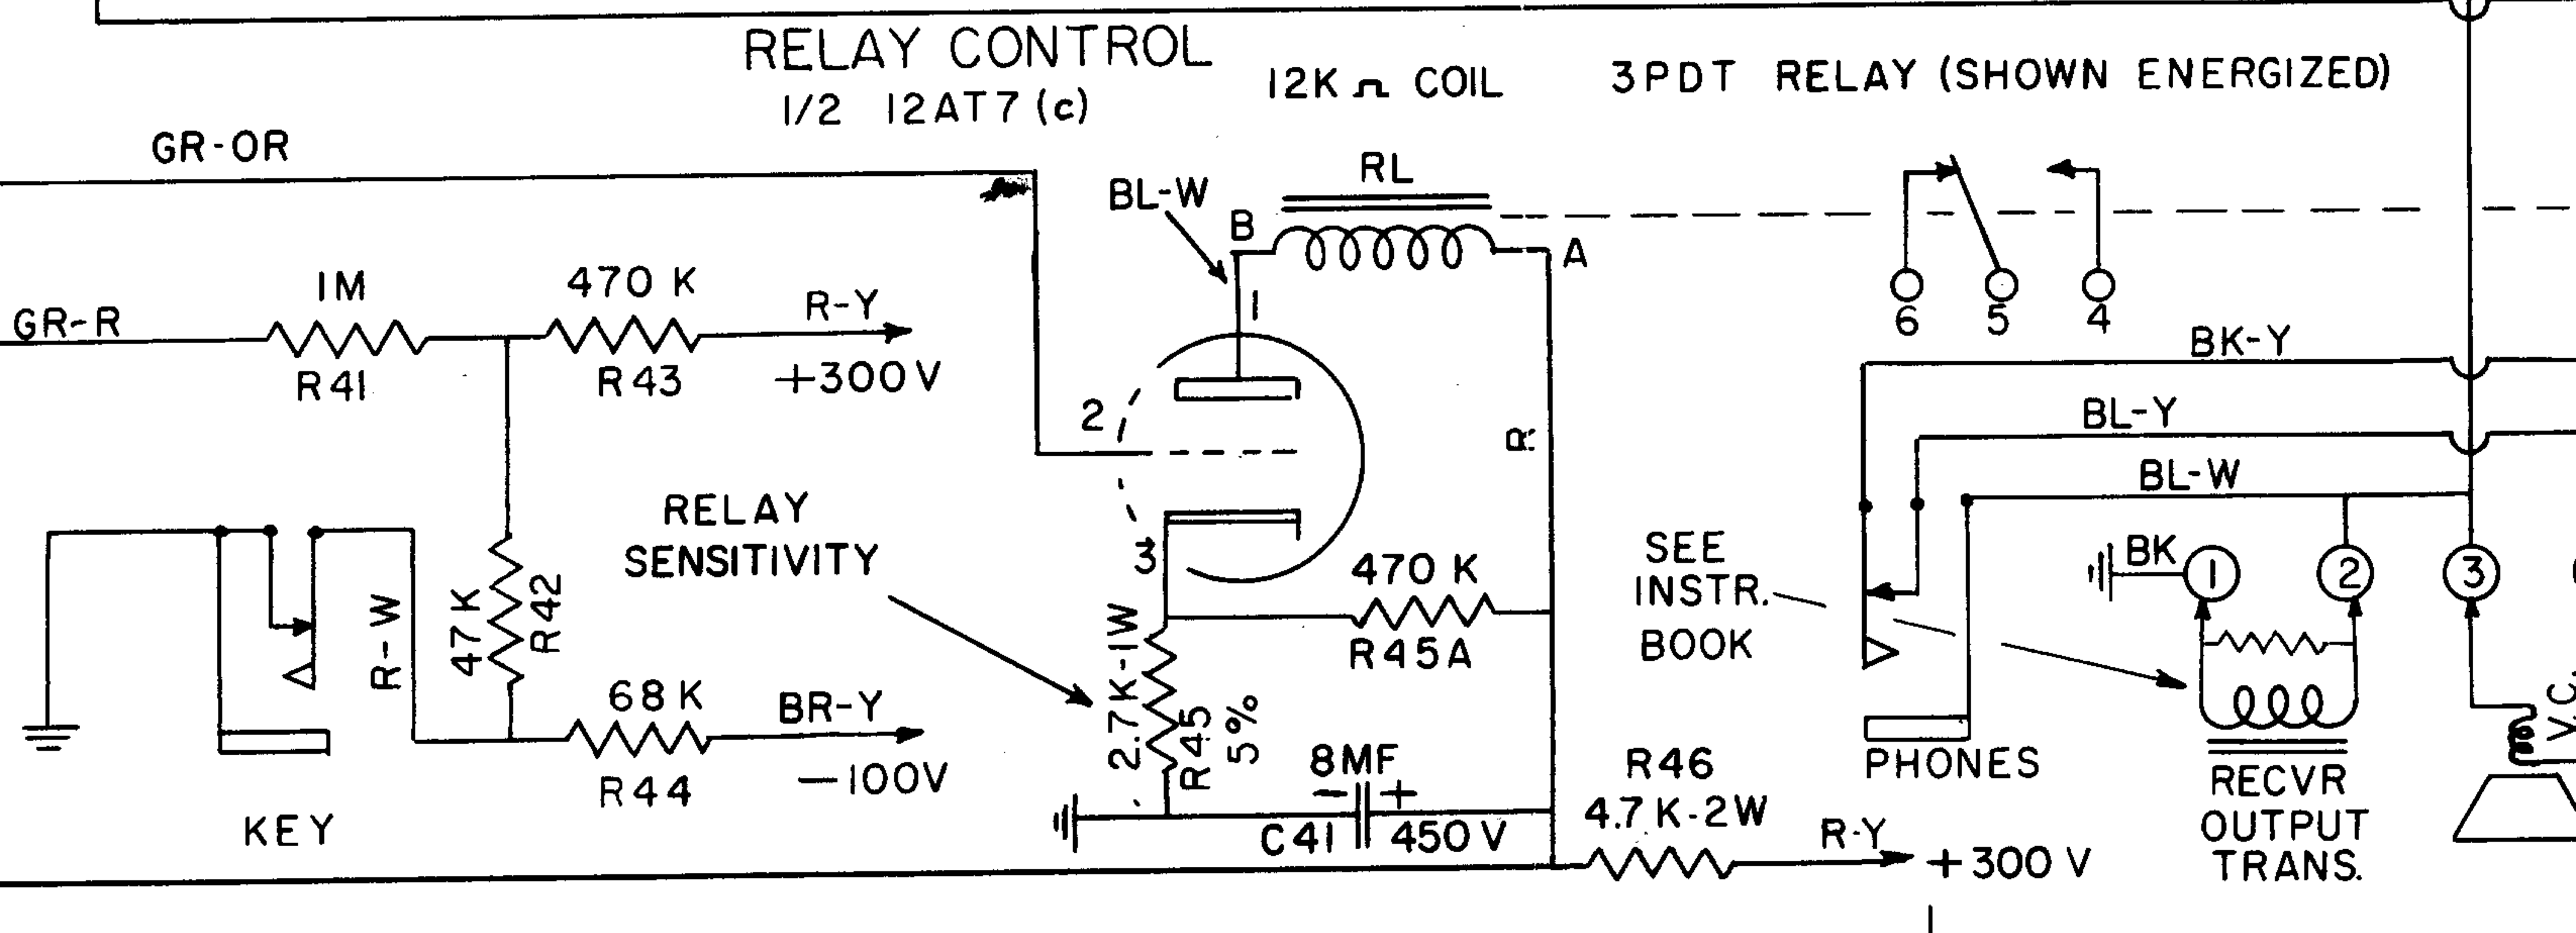 RELAY CONTROL
1/2 12AT7 (c)
12K Ω COIL
3PDT RELAY (SHOWN ENERGIZED)
GR-OR
BL-W
RL
B
A
1
2
3
R
GR-R
1M
R41
470 K
R43
R-Y
+300 V
6
5
4
BK-Y
BL-Y
BL-W
RELAY
SENSITIVITY
R-W
47 K
R42
68 K
R44
BR-Y
—100V
KEY
470 K
R45A
2.7K-1W
R45
5%
8MF
— +
C41
450 V
R46
4.7 K-2W
R-Y
+300 V
SEE
INSTR.
BOOK
PHONES
BK
1
2
3
RECVR
OUTPUT
TRANS.
V.C.